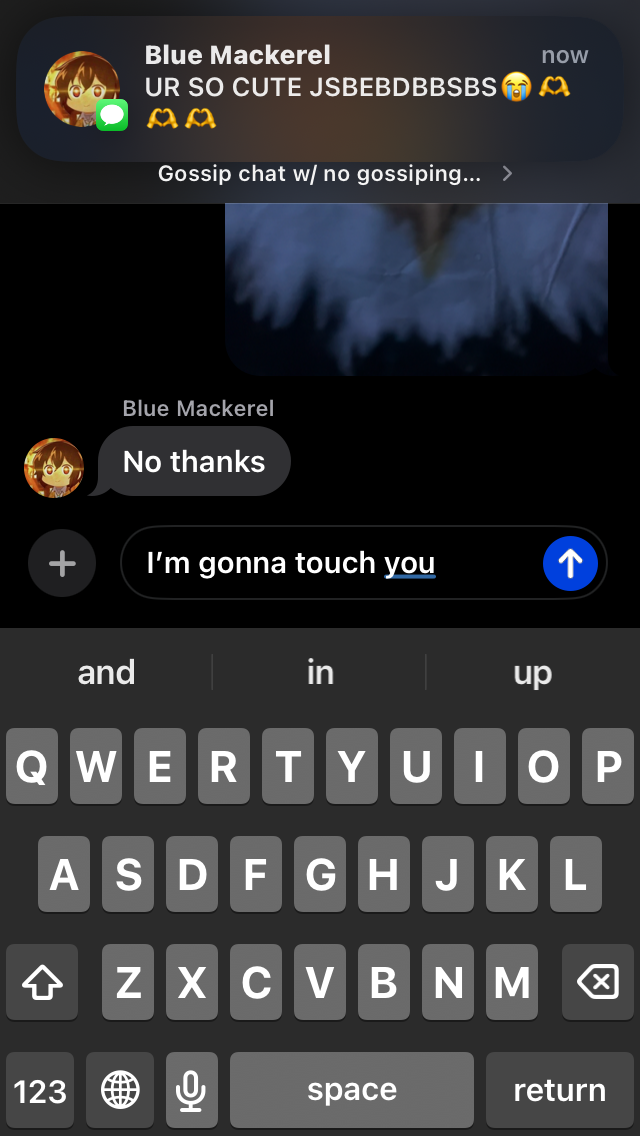 Blue Mackerel
now
UR SO CUTE JSBEBDBBSBS😭🫶
🫶🫶
Gossip chat w/ no gossiping...
Blue Mackerel
No thanks
I’m gonna touch you
and in up
Q W E R T Y U I O P
A S D F G H J K L
Z X C V B N M
123 space return